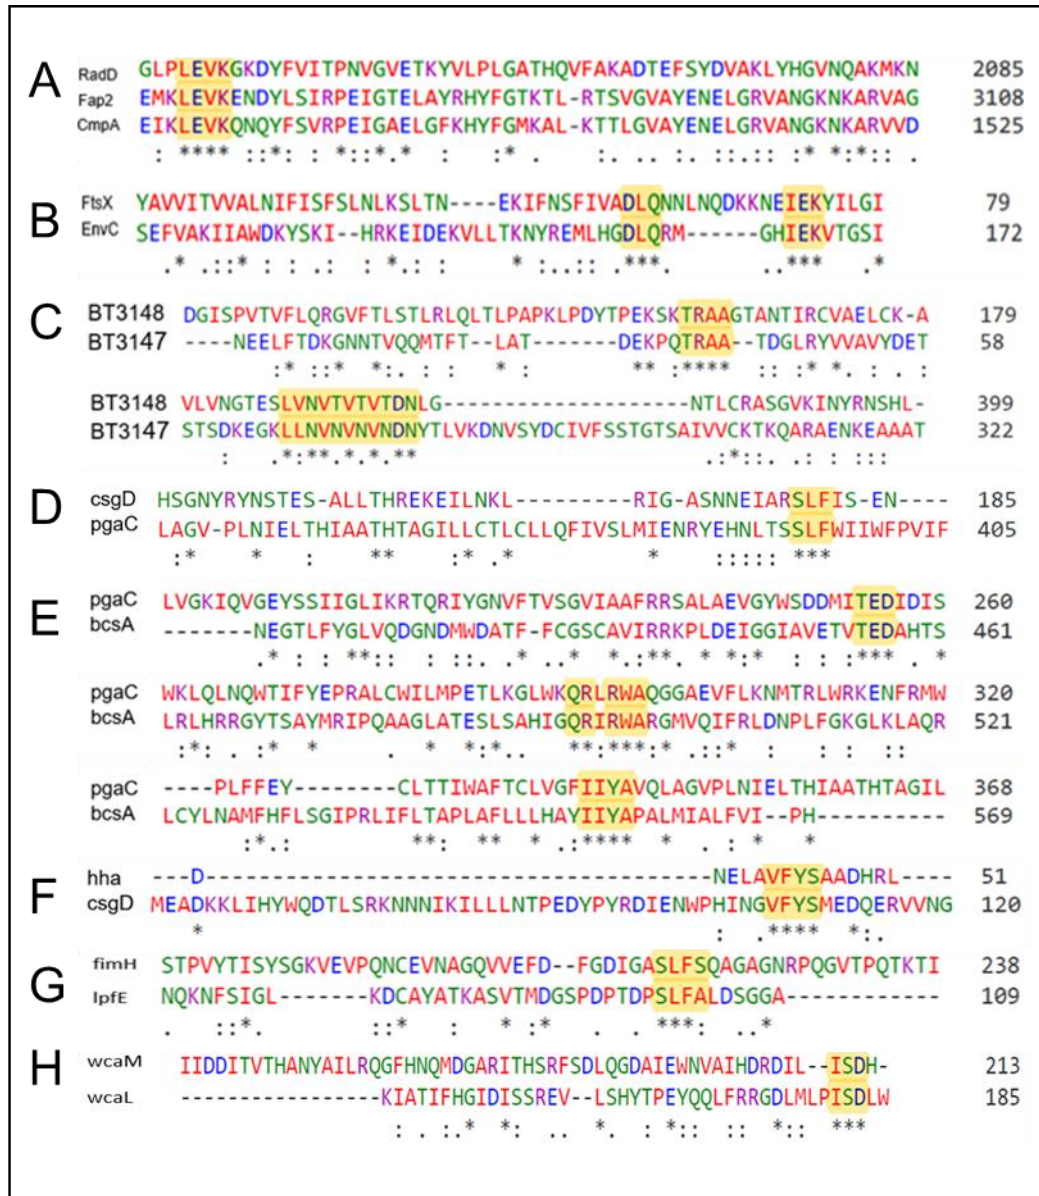 A
RadD GLPLEVKGKDYFVITPNVGVETKYVLPLGATHQVFAKADTEFSYDVAKLYHGVNQAKMKN 2085
Fap2 EMKLEVKENDYLSIRPEIGTELAYRHYFGTKTL-RTSVGVAYENELGRVANGKNKARVAG 3108
CmpA EIKLEVKQNQYFSVRPEIGAELGFKHYFGMKAL-KTTLGVAYENELGRVANGKNKARVVD 1525
: **** ::*: : *::*.* : :* . :. .. :: ::.:: :* *:*:: .
B
FtsX YAVVITVVALNIFISFSLNLKSLTN----EKIFNSFIVADLQNNLNQDKKNEIEKYILGI 79
EnvC SEFVAKIIAWDKYSKI--HRKEIDEKVLLTKNYREMLHGDLQRM------GHIEKVTGSI 172
.* .::* : : .: : *.: : * :..::.***. ..*** .*
C
BT3148 DGISPVTVFLQRGVFTLSTLRLQLTLPAPKLPDYTPEKSKTRAAGTANTIRCVAELCK-A 179
BT3147 ----NEELFTDKGNNTVQQMTFT--LAT------DEKPQTRAA--TDGLRYVVAVYDET 58
:* ::* *:. : : * : ** :**** :: : *. : . :
BT3148 VLVNGTESLVNVTVTVTDNLG------------------NTLCRASGVKINYRNSHL- 399
BT3147 STSDKEGKLLNVNVNVNDNYTLVKDNVSYDCIVFSSTGTSAIVVCKTKQARAENKEAAAT 322
: .*:**.*.*.** .:*::. .: : :::
D
csgD HSGNYRYNSTES-ALLTHREKEILNKL---------RIG-ASNNEIARSLFIS-EN---- 185
pgaC LAGV-PLNIELTHIAATHTAGILLCTLCLLQFIVSLMIENRYEHNLTSSLFWIIWFPVIF 405
:* * : ** :* .* * ::::: ***
E
pgaC LVGKIQVGEYSSIIGLIKRTQRIYGNVFTVSGVIAAFRRSALAEVGYWSDDMITEDIDIS 260
bcsA -------NEGTLFYGLVQDGNDMWDATF-FCGSCAVIRRKPLDEIGGIAVETVTEDAHTS 461
.* : : **:: : ::. .* ..* *.:**. * *:* : : :*** . *
pgaC WKLQLNQWTIFYEPRALCWILMPETLKGLWKQRLRWAQGGAEVFLKNMTRLWRKENFRMW 320
bcsA LRLHRRGYTSAYMRIPQAAGLATESLSAHIGQRIRWARGMVQIFRLDNPLFGKGLKLAQR 521
:*: . :* * . * *:*.. **:***:* .::* : : : ::
pgaC ----PLFFEY--------CLTTIWAFTCLVGFIIYAVQLAGVPLNIELTHIAATHTAGIL 368
bcsA LCYLNAMFHFLSGIPRLIFLTAPLAFLLLHAYIIYAPALMIALFVI--PH---------- 569
:*.: **: ** * .:**** * . : * *
F
hha ---D-----------------------------------NELAVFYSAADHRL---- 51
csgD MEADKKLIHYWQDTLSRKNNNIKILLLNTPEDYPYRDIENWPHINGVFYSMEDQERVVNG 120
* : .**** *:.
G
fimH STPVYTISYSGKVEVPQNCEVNAGQVVEFD--FGDIGASLFSQAGAGNRPQGVTPQTKTI 238
lpfE NQKNFSIGL-------KDCAYATKASVTMDGSPDPTDPSLFALDSGGA------------ 109
. ::*. ::* : * :* . . ***: ..*
H
wcaM IIDDITVTHANYAILRQGFHNQMDGARITHSRFSDLQGDAIEWNVAIHDRDIL--ISDH- 213
wcaL -----------------KIATIFHGIDISSREV--LSHYTPEYQQLFRRGDLMLPISDLW 185
: . :.* *: .. *. : *:: :: *:: ***